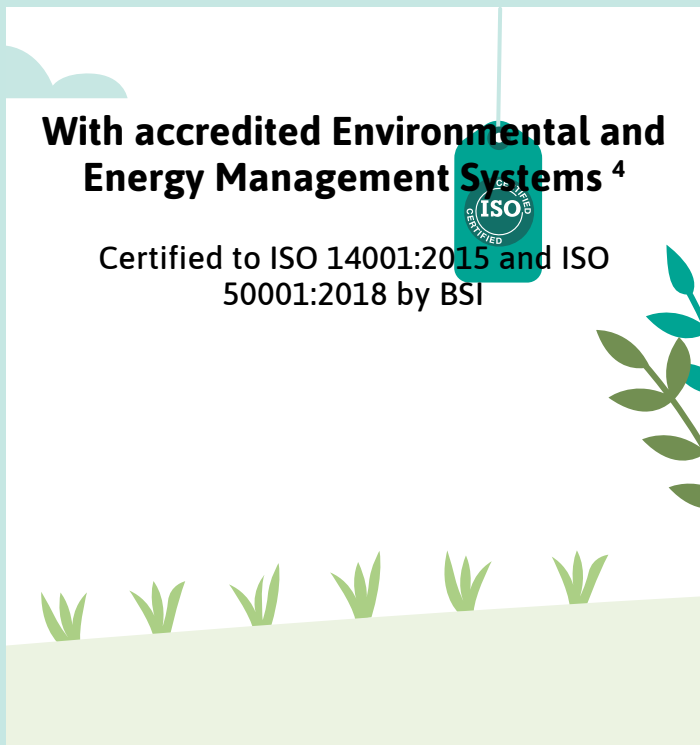 With accredited Environmental and
Energy Management Systems ⁴
CERTIFIED
ISO
CERTIFIED
Certified to ISO 14001:2015 and ISO
50001:2018 by BSI